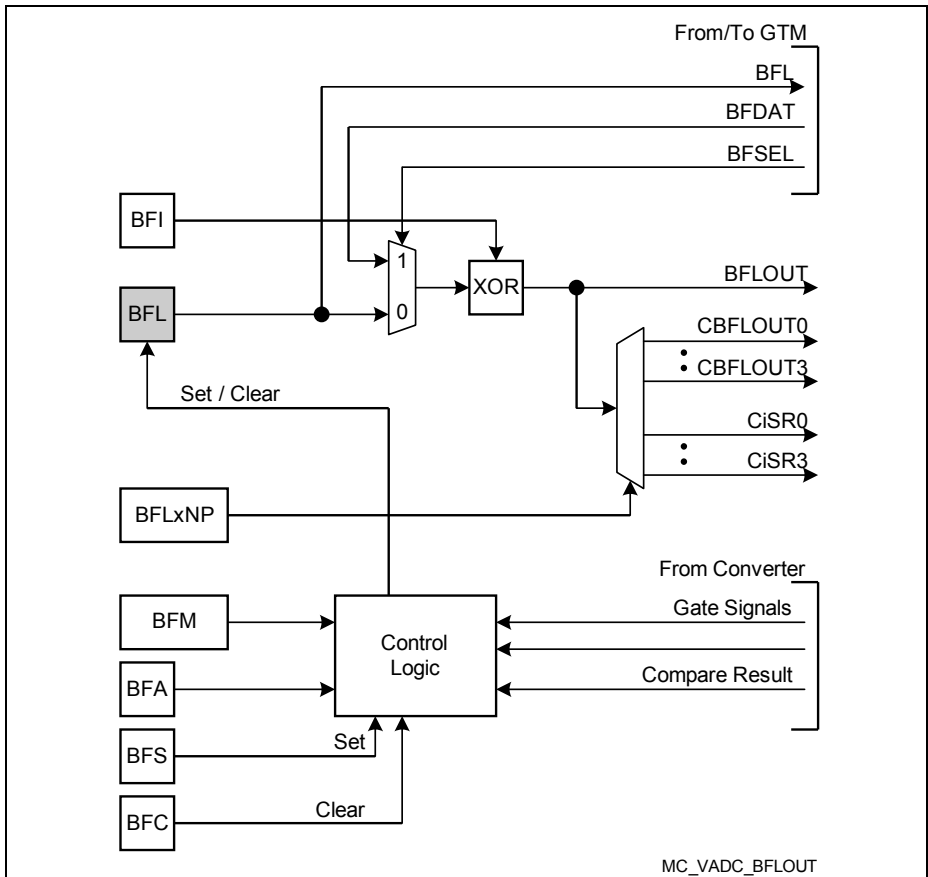 From/To GTM
BFL
BFDAT
BFSEL
BFI
1
XOR
BFLOUT
BFL
0
CBFLOUT0
CBFLOUT3
Set / Clear
CiSR0
CiSR3
BFLxNP
From Converter
BFM
Gate Signals
Control
Logic
BFA
Compare Result
BFS
Set
BFC
Clear
MC_VADC_BFLOUT